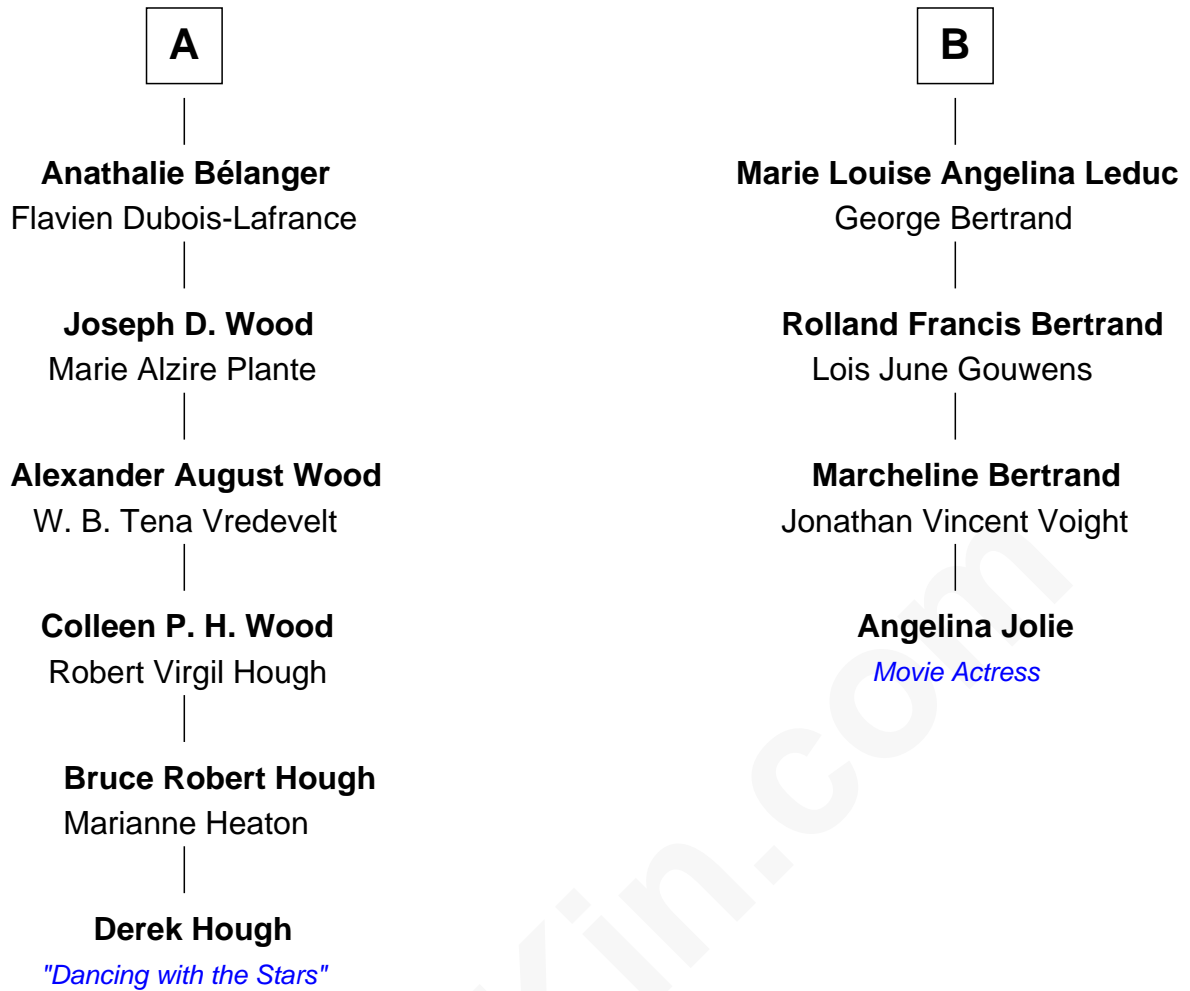 A
Anathalie Bélanger
Flavien Dubois-Lafrance
Joseph D. Wood
Marie Alzire Plante
Alexander August Wood
W. B. Tena Vredevelt
Colleen P. H. Wood
Robert Virgil Hough
Bruce Robert Hough
Marianne Heaton
Derek Hough
"Dancing with the Stars"
B
Marie Louise Angelina Leduc
George Bertrand
Rolland Francis Bertrand
Lois June Gouwens
Marcheline Bertrand
Jonathan Vincent Voight
Angelina Jolie
Movie Actress
Kin.com